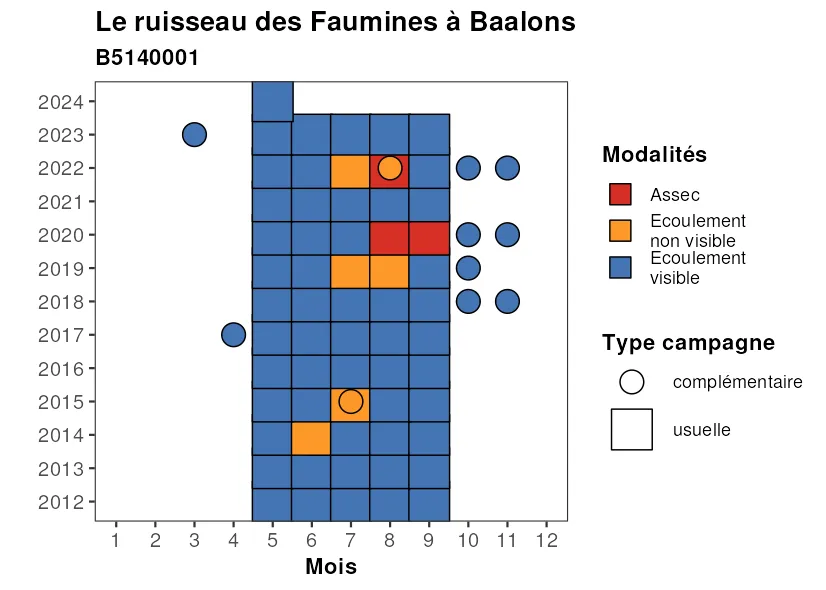 Le ruisseau des Faumines à Baalons
B5140001
2024
2023
2022
2021
2020
2019
2018
2017
2016
2015
2014
2013
2012
1 2 3 4 5 6 7 8 9 10 11 12
Mois
Modalités
Assec
Ecoulement
non visible
Ecoulement
visible
Type campagne
complémentaire
usuelle